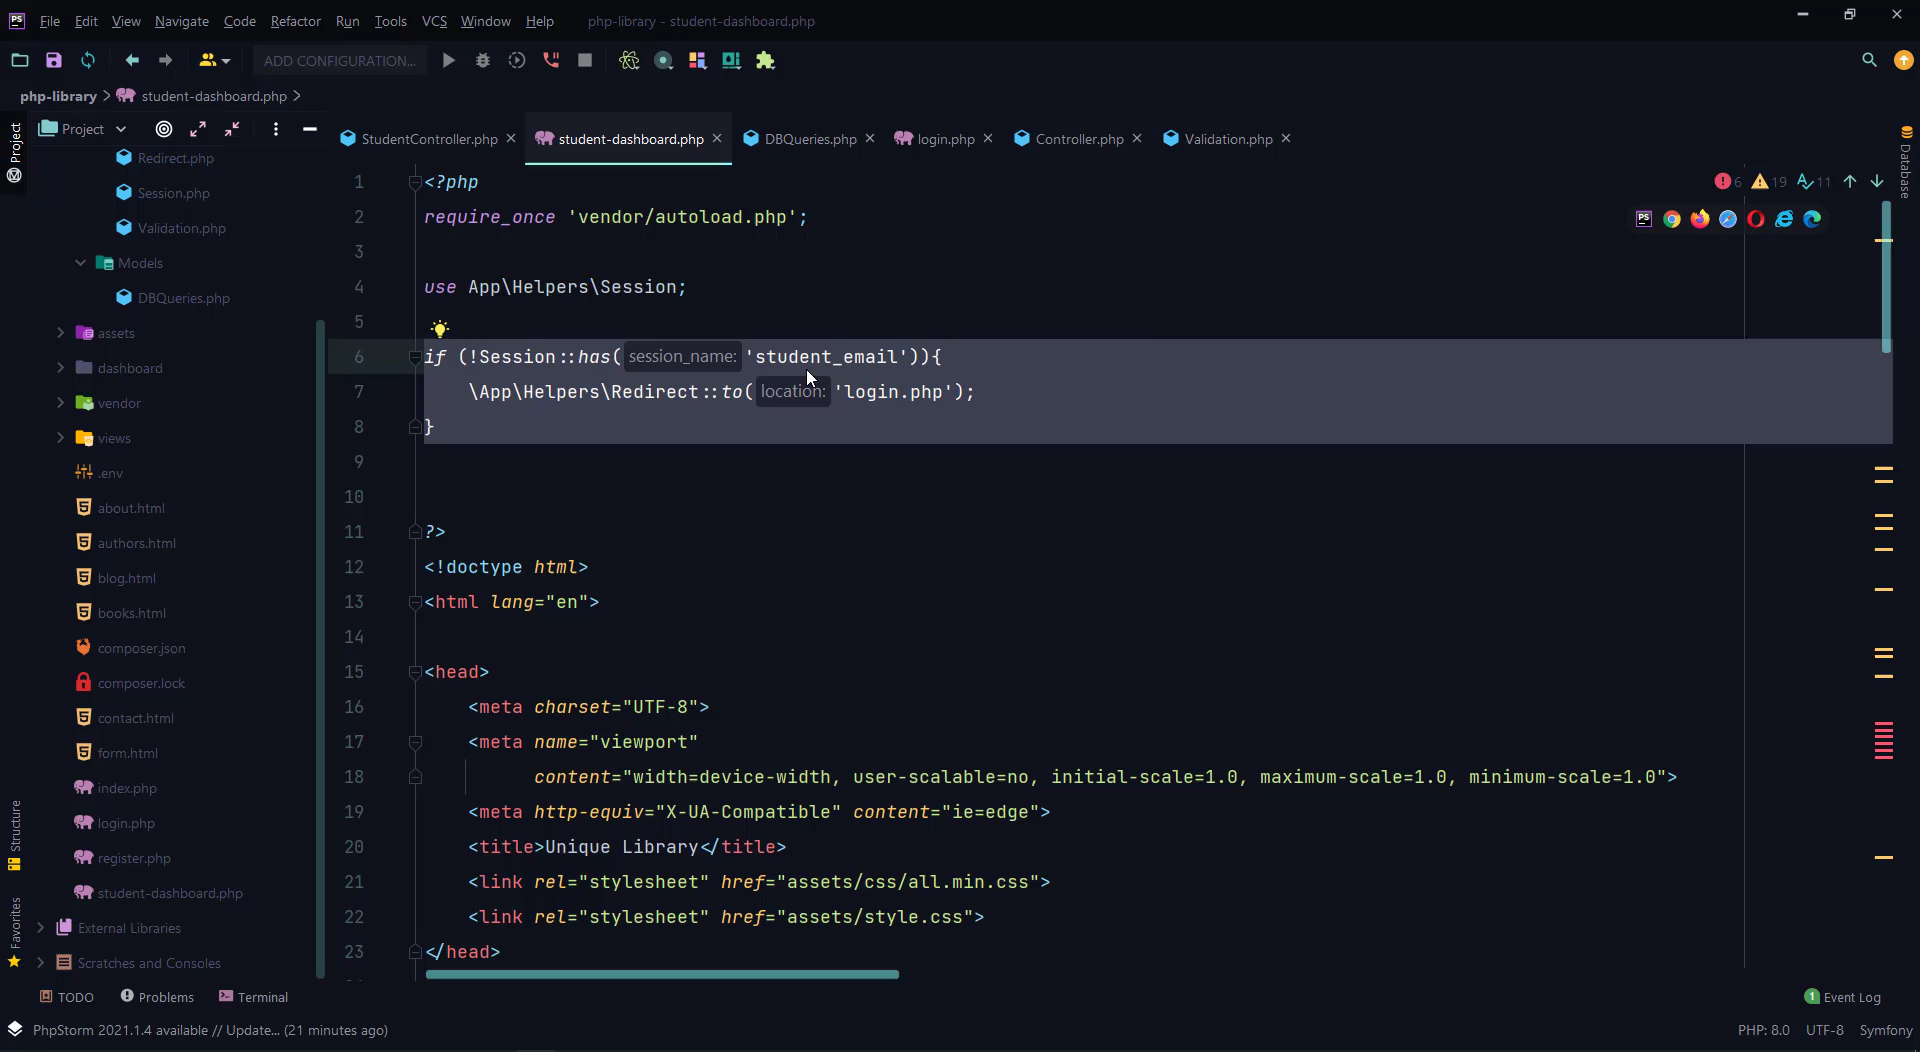 PS File Edit View Navigate Code Refactor Run Tools VCS Window Help php-library - student-dashboard.php
ADD CONFIGURATION...
php-library > student-dashboard.php >
Project
Project
Redirect.php
Session.php
Validation.php
Models
DBQueries.php
assets
dashboard
vendor
views
.env
about.html
authors.html
blog.html
books.html
composer.json
composer.lock
contact.html
form.html
index.php
login.php
register.php
student-dashboard.php
External Libraries
Scratches and Consoles
Structure
Favorites
StudentController.php student-dashboard.php DBQueries.php login.php Controller.php Validation.php
6 19 11
PS
Database
1 <?php
2 require_once 'vendor/autoload.php';
3
4 use App\Helpers\Session;
5
6 if (!Session::has( session_name: 'student_email')){
7 \App\Helpers\Redirect::to( location: 'login.php');
8 }
9
10
11 ?>
12 <!doctype html>
13 <html lang="en">
14
15 <head>
16 <meta charset="UTF-8">
17 <meta name="viewport"
18 content="width=device-width, user-scalable=no, initial-scale=1.0, maximum-scale=1.0, minimum-scale=1.0">
19 <meta http-equiv="X-UA-Compatible" content="ie=edge">
20 <title>Unique Library</title>
21 <link rel="stylesheet" href="assets/css/all.min.css">
22 <link rel="stylesheet" href="assets/style.css">
23 </head>
TODO Problems Terminal 1 Event Log
PhpStorm 2021.1.4 available // Update... (21 minutes ago) PHP: 8.0 UTF-8 Symfony